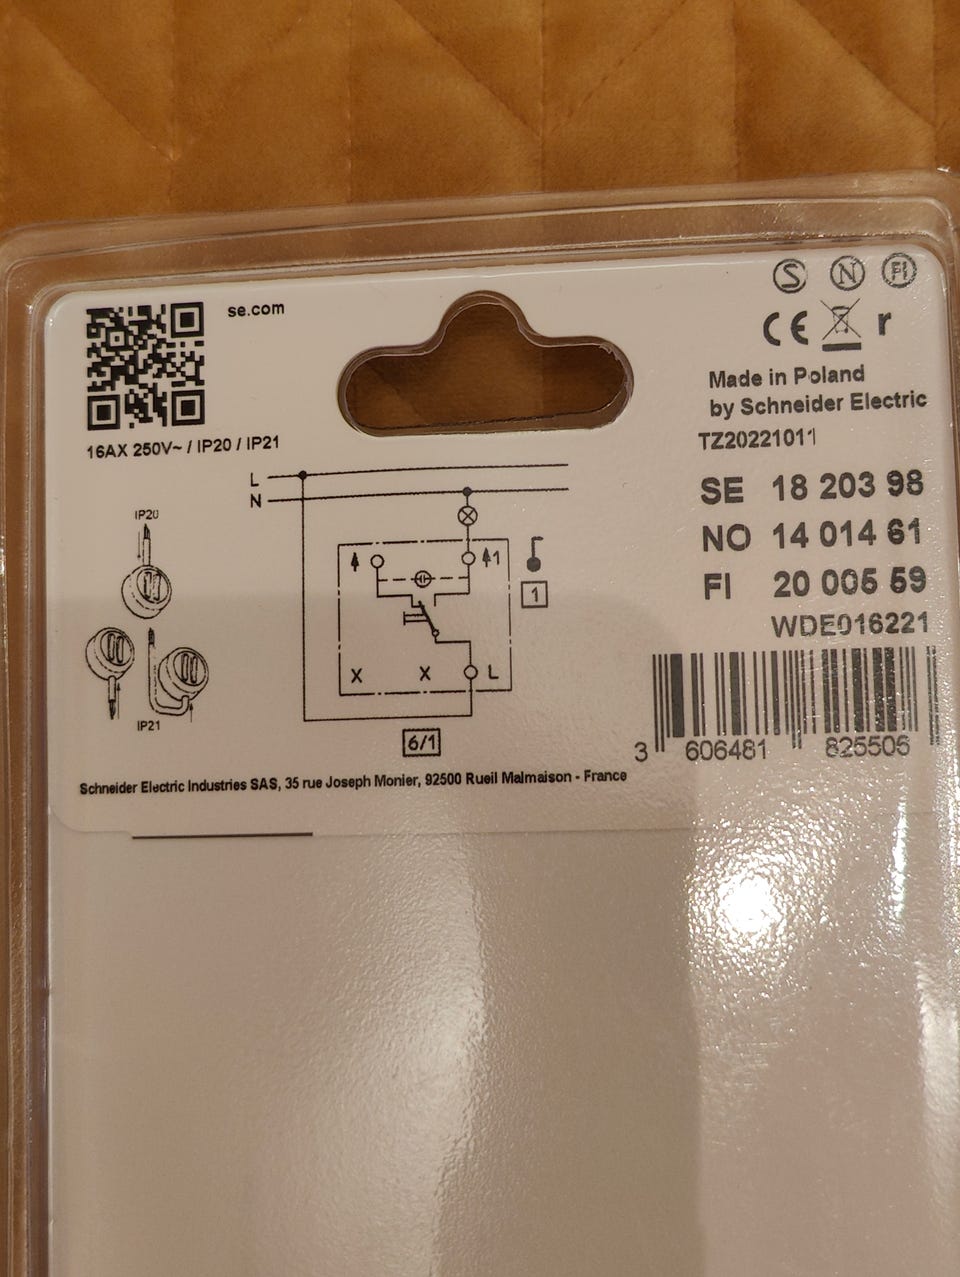 S N FI
se.com
CE r
Made in Poland
by Schneider Electric
16AX 250V~ / IP20 / IP21
TZ20221011
L
N
SE 18 203 98
NO 14 014 61
FI 20 005 59
WDE016221
IP20
1
1
X X L
IP21
6/1
3 606481 825506
Schneider Electric Industries SAS, 35 rue Joseph Monier, 92500 Rueil Malmaison - France